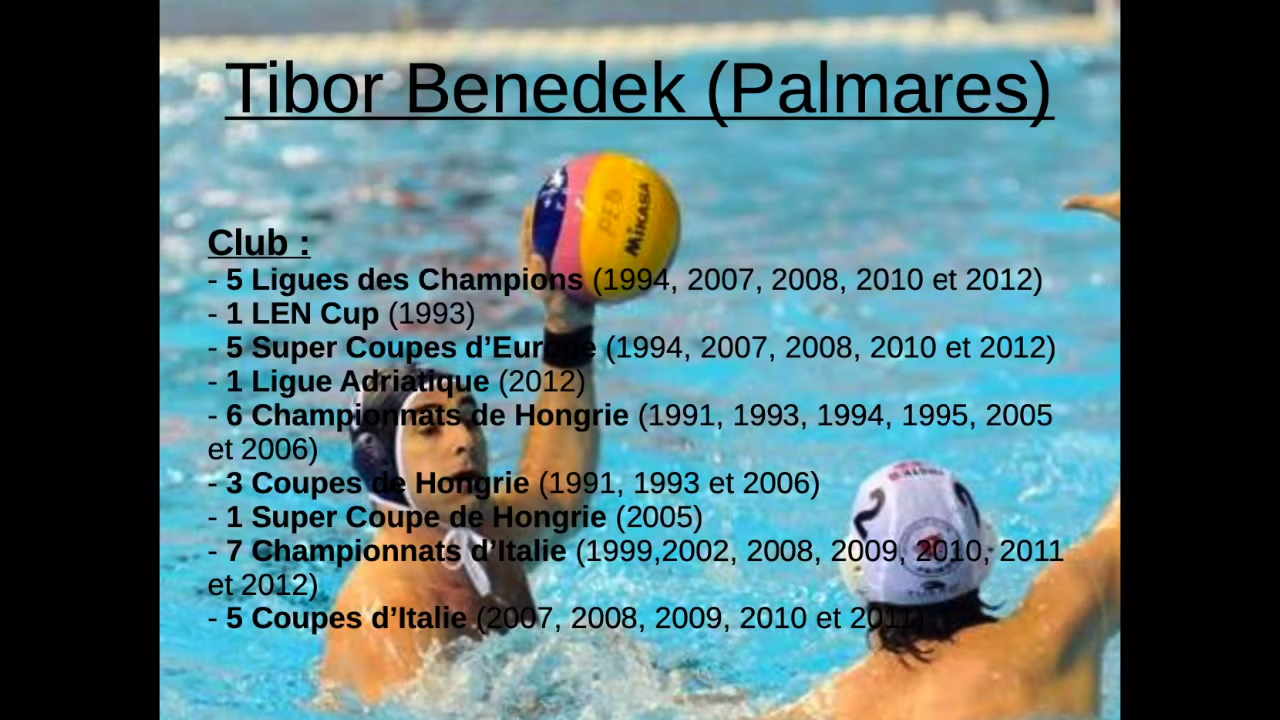 Tibor Benedek (Palmares)
PEB
MIKASA
Club :
- 5 Ligues des Champions (1994, 2007, 2008, 2010 et 2012)
- 1 LEN Cup (1993)
- 5 Super Coupes d’Europe (1994, 2007, 2008, 2010 et 2012)
- 1 Ligue Adriatique (2012)
- 6 Championnats de Hongrie (1991, 1993, 1994, 1995, 2005
et 2006)
- 3 Coupes de Hongrie (1991, 1993 et 2006)
- 1 Super Coupe de Hongrie (2005)
2 2
- 7 Championnats d’Italie (1999,2002, 2008, 2009, 2010, 2011
et 2012)
- 5 Coupes d’Italie (2007, 2008, 2009, 2010 et 2011)